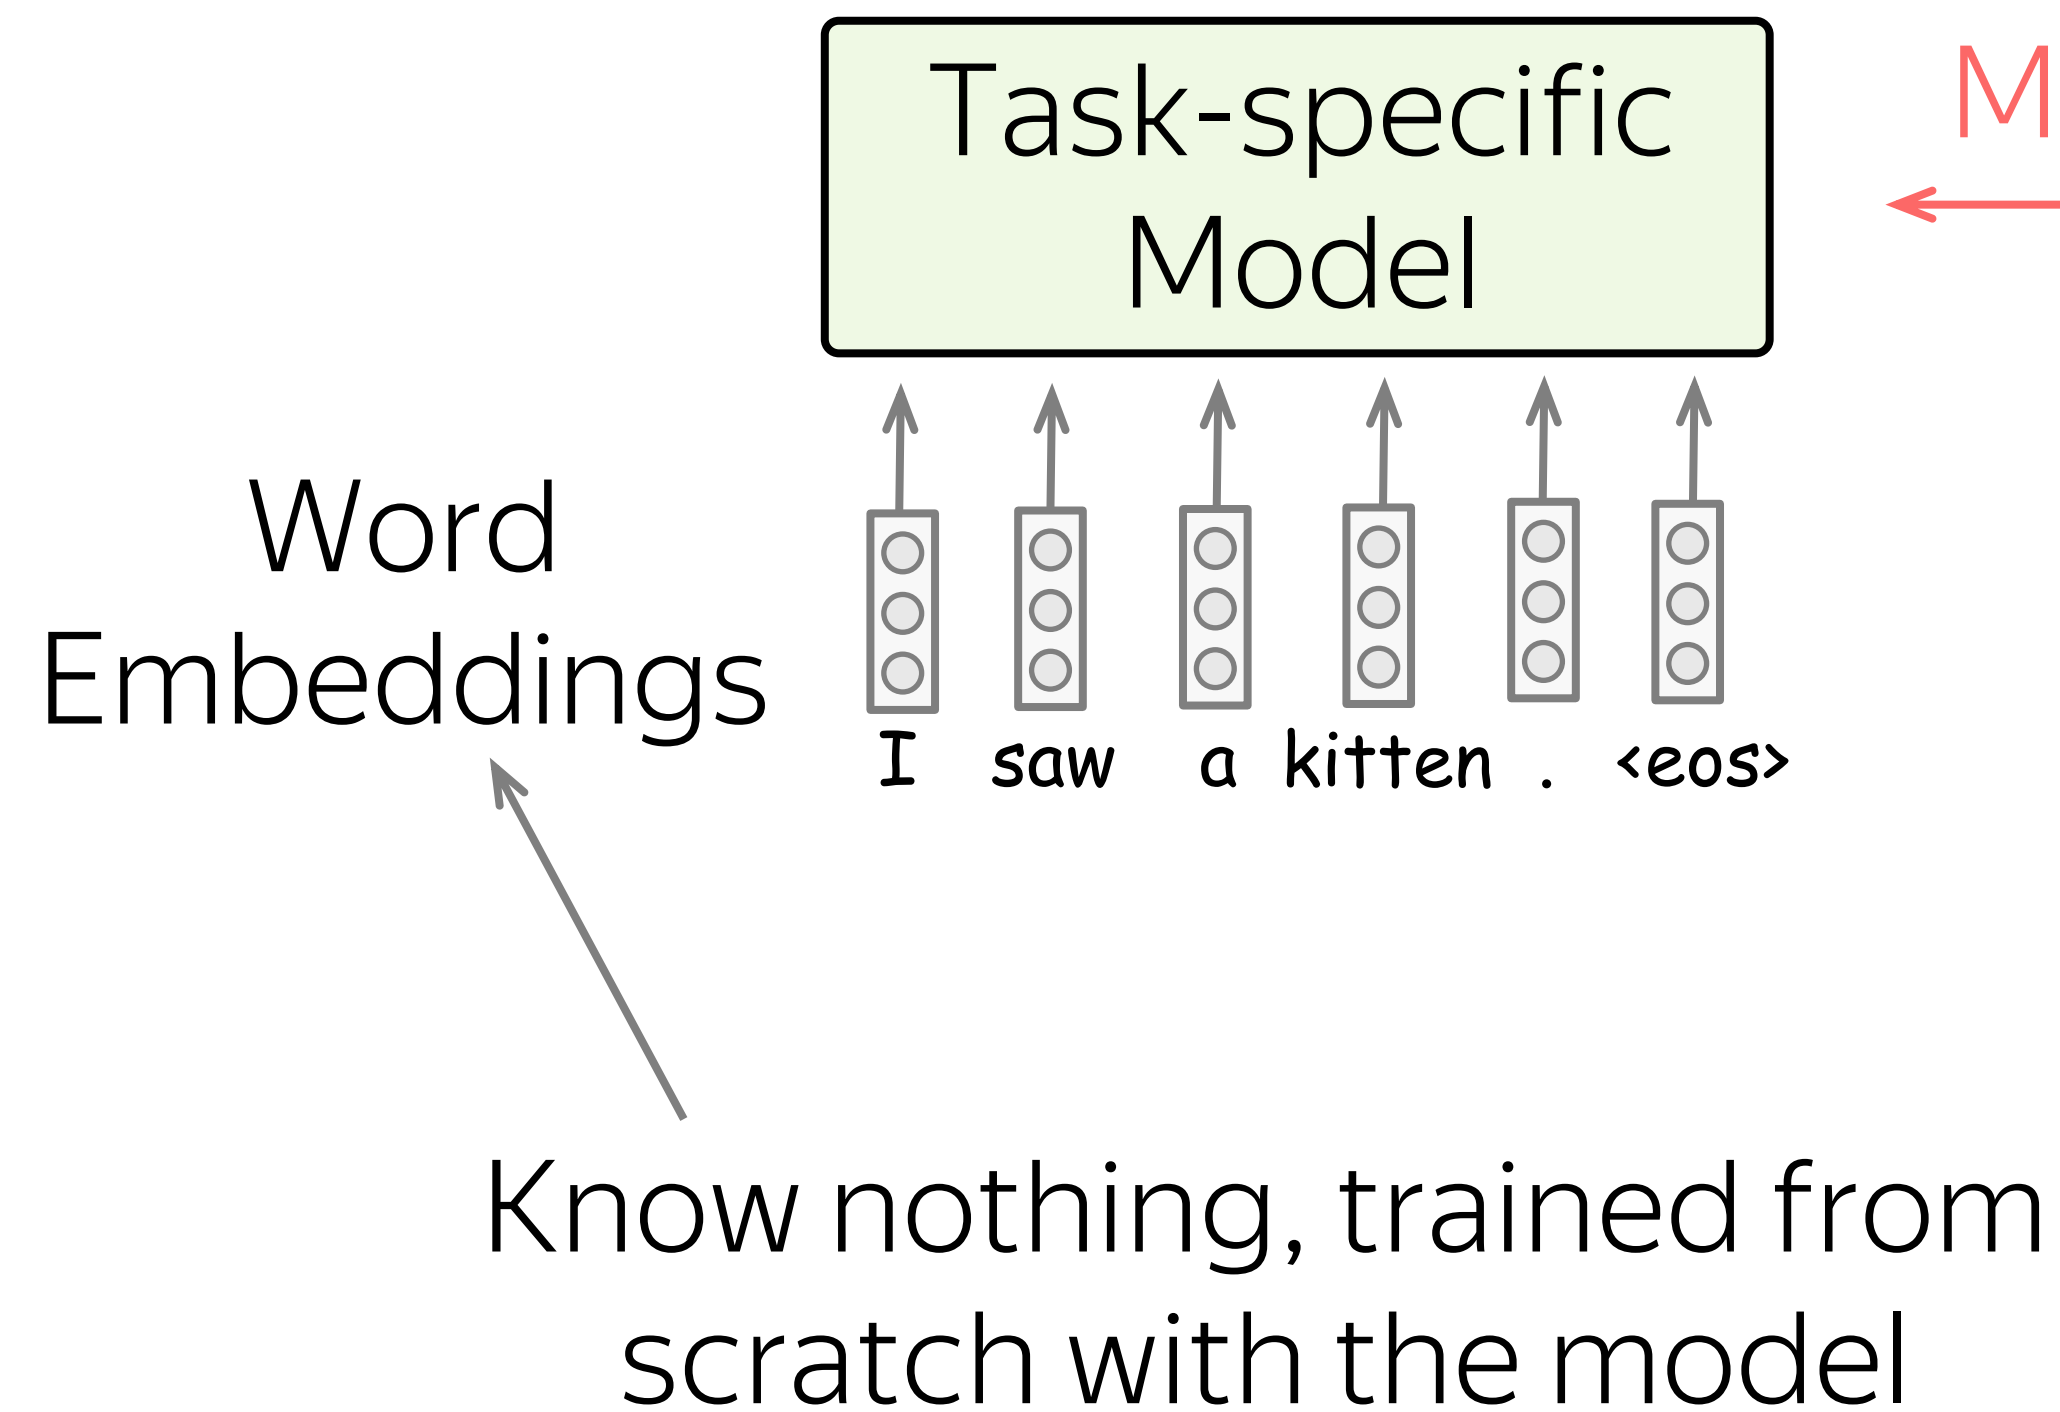 Task-specific
Model
M
Word
Embeddings
I saw a kitten . <eos>
Know nothing, trained from
scratch with the model